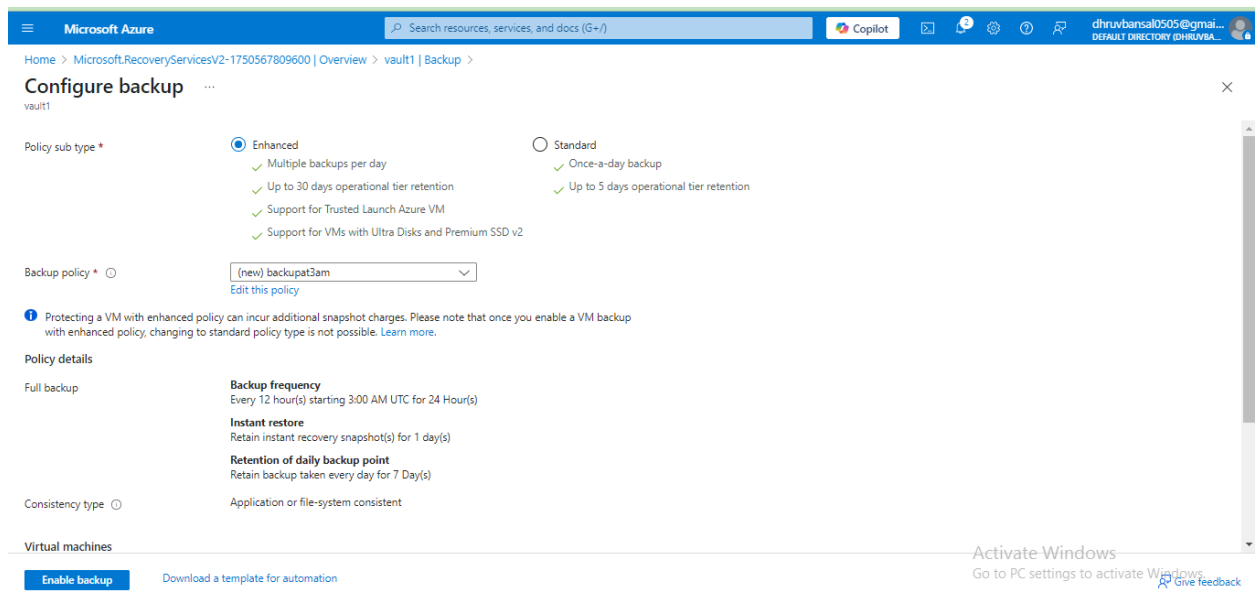 Microsoft Azure
Search resources, services, and docs (G+/)
Copilot
2
dhruvbansal0505@gmai...
DEFAULT DIRECTORY (DHRUVBA...
Home > Microsoft.RecoveryServicesV2-1750567809600 | Overview > vault1 | Backup >
Configure backup ...
vault1
Policy sub type *
Enhanced
Multiple backups per day
Up to 30 days operational tier retention
Support for Trusted Launch Azure VM
Support for VMs with Ultra Disks and Premium SSD v2
Standard
Once-a-day backup
Up to 5 days operational tier retention
Backup policy *
(new) backupat3am
Edit this policy
Protecting a VM with enhanced policy can incur additional snapshot charges. Please note that once you enable a VM backup
with enhanced policy, changing to standard policy type is not possible. Learn more.
Policy details
Full backup
Backup frequency
Every 12 hour(s) starting 3:00 AM UTC for 24 Hour(s)
Instant restore
Retain instant recovery snapshot(s) for 1 day(s)
Retention of daily backup point
Retain backup taken every day for 7 Day(s)
Consistency type
Application or file-system consistent
Virtual machines
Enable backup
Download a template for automation
Activate Windows
Go to PC settings to activate Windows.
Give feedback